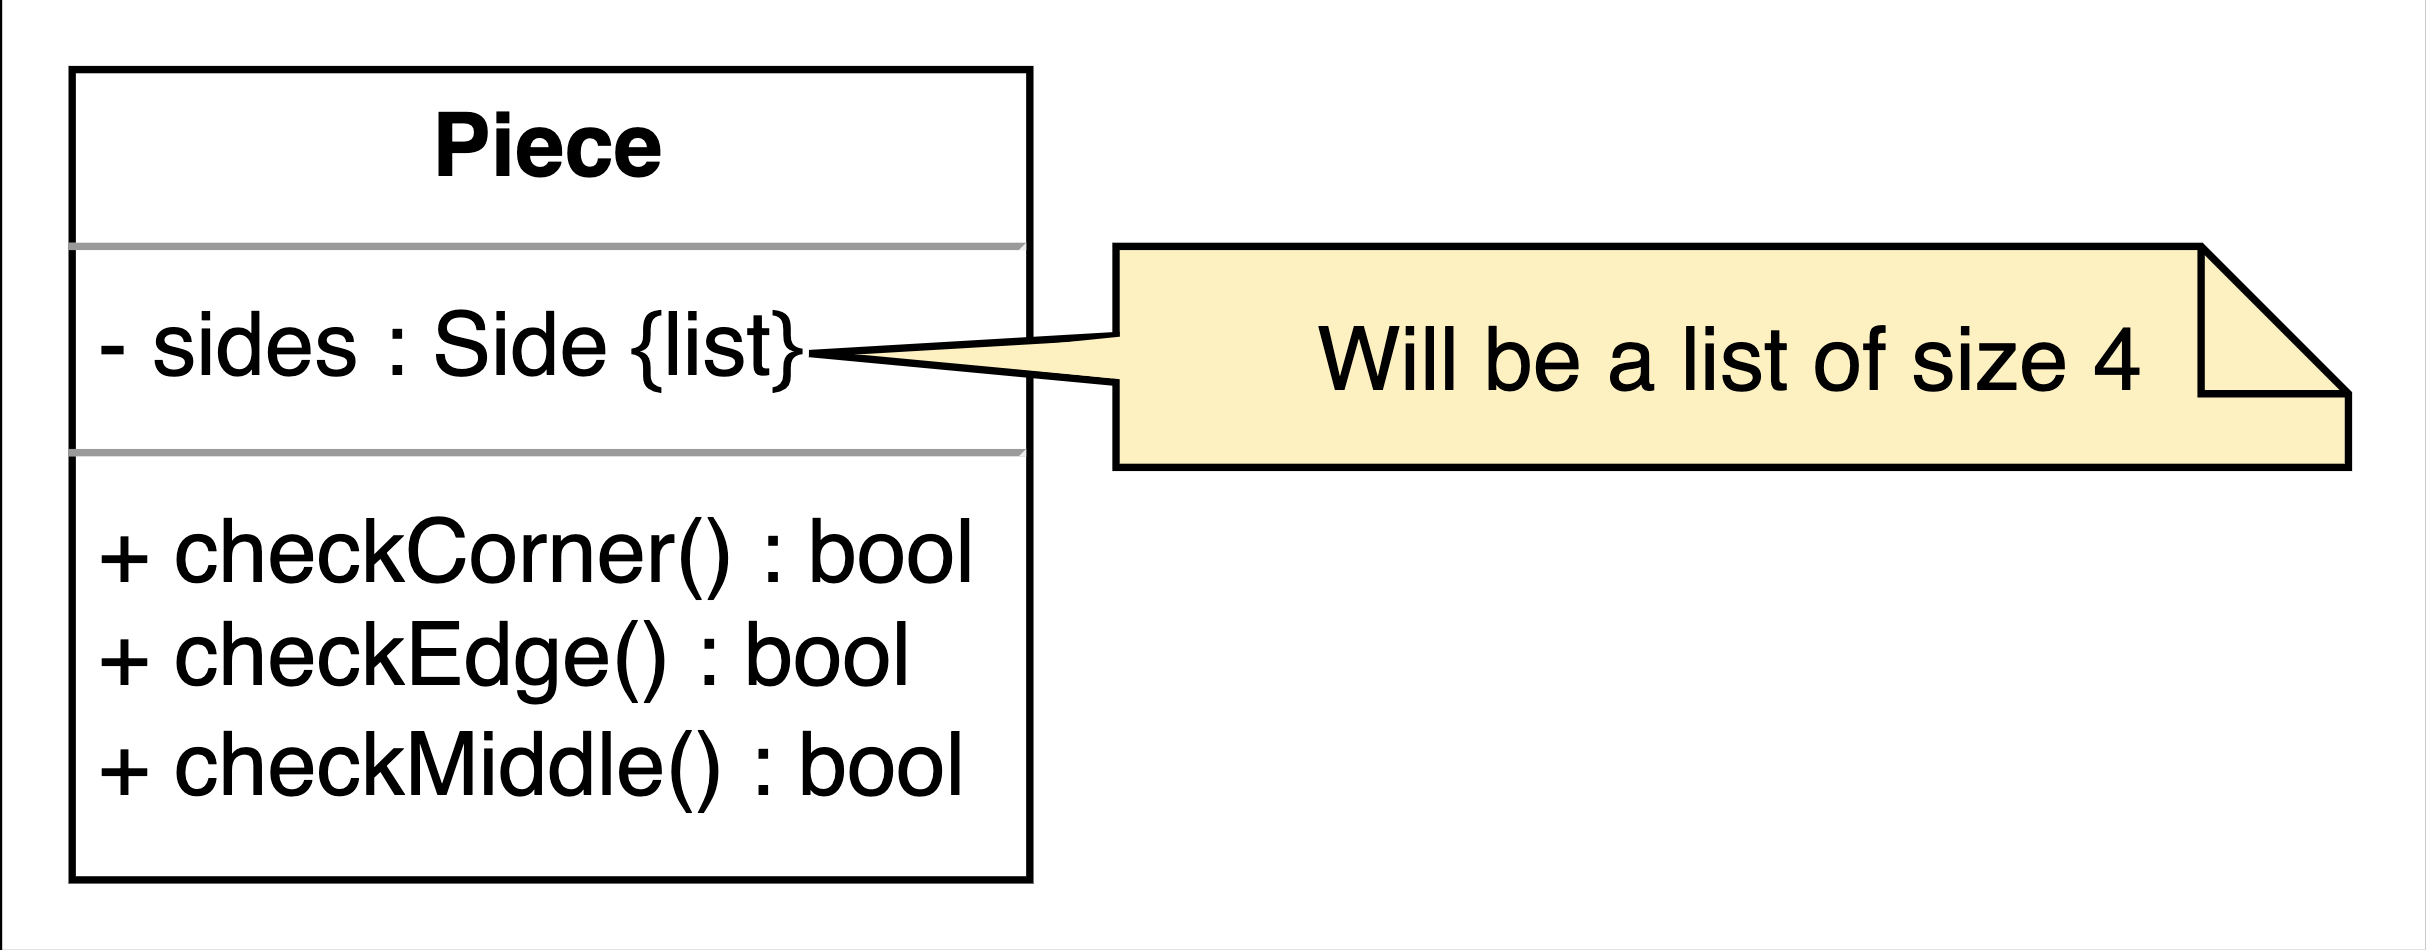 Piece
- sides : Side {list}
Will be a list of size 4
+ checkCorner() : bool
+ checkEdge() : bool
+ checkMiddle() : bool